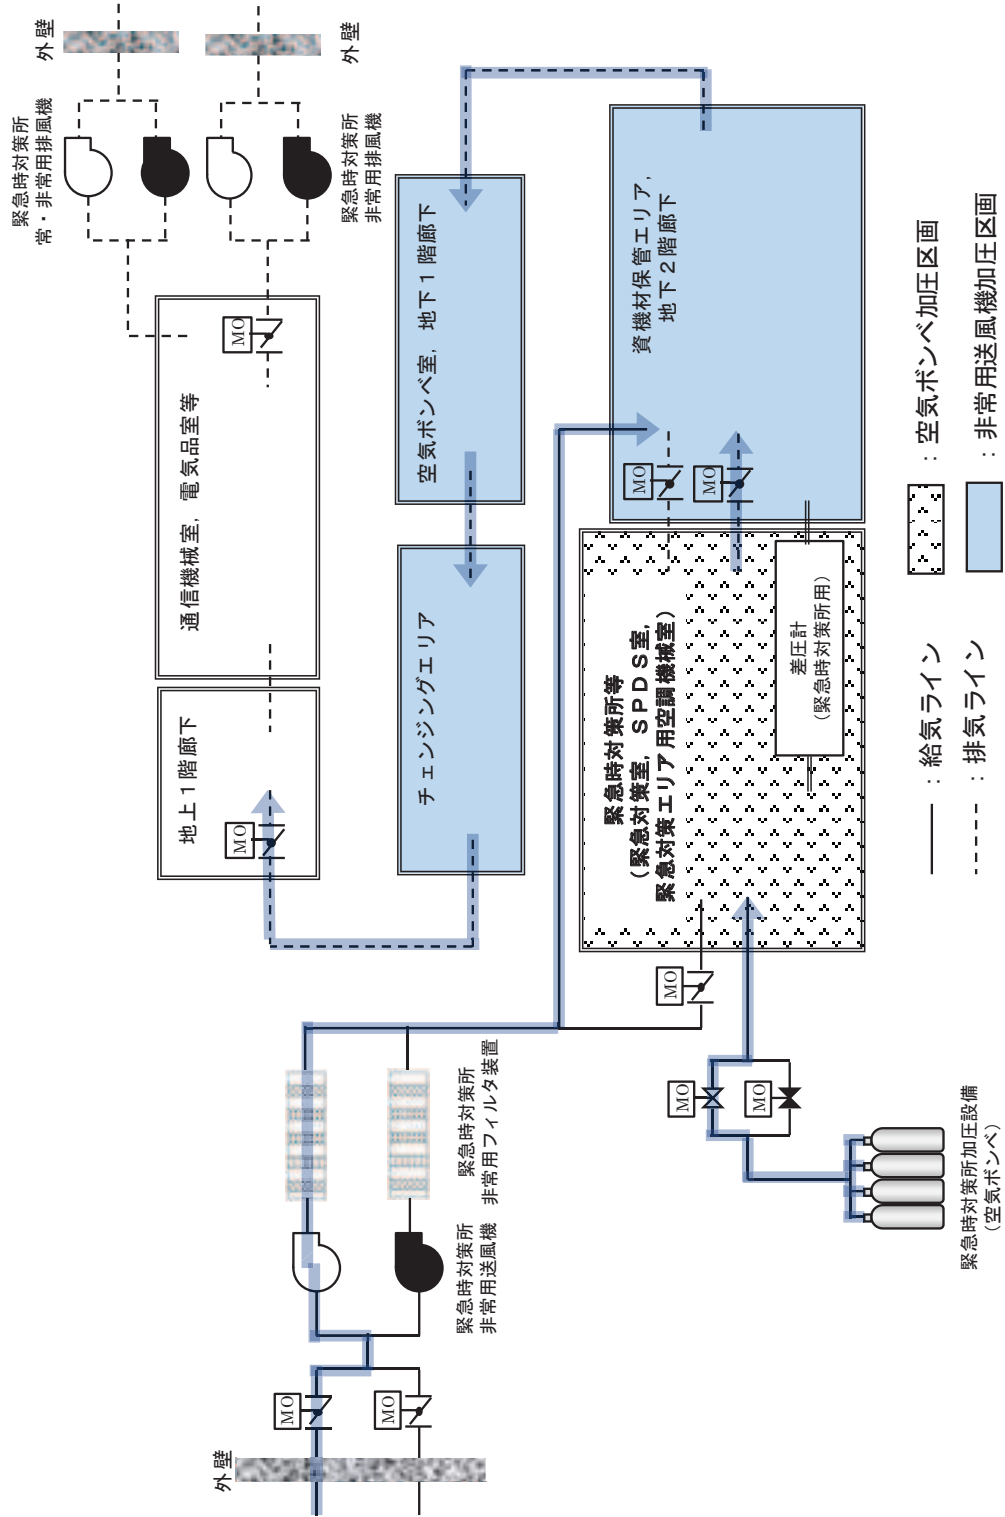 外壁
外壁
緊急時対策所
常・非常用排風機
緊急時対策所
非常用排風機
MO
通信機械室，電気品室等
地上１階廊下
MO
空気ボンベ室，地下１階廊下
チェンジングエリア
資機材保管エリア，
地下２階廊下
MO
MO
緊急時対策所等
（緊急対策室，ＳＰＤＳ室，
緊急対策エリア用空調機械室）
差圧計
（緊急時対策所用）
MO
緊急時対策所
非常用フィルタ装置
緊急時対策所
非常用送風機
MO
MO
外壁
MO
MO
緊急時対策所加圧設備
（空気ボンベ）
：給気ライン
：排気ライン
：空気ボンベ加圧区画
：非常用送風機加圧区画